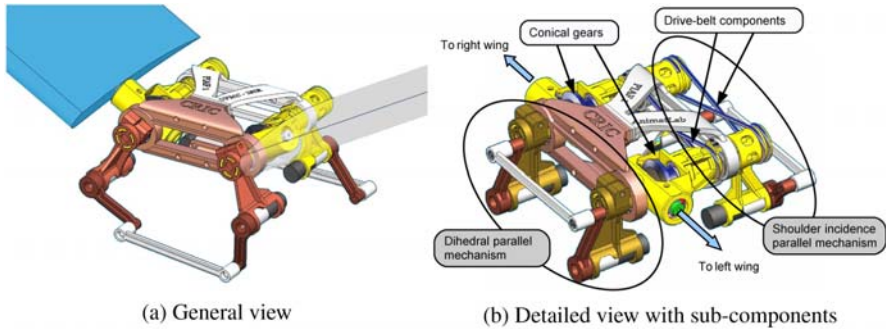 To right wing
Conical gears
Drive-belt components
CRIC
CRIC
AnimatLab
Dihedral parallel
mechanism
Shoulder incidence
parallel mechanism
To left wing
(a) General view
(b) Detailed view with sub-components